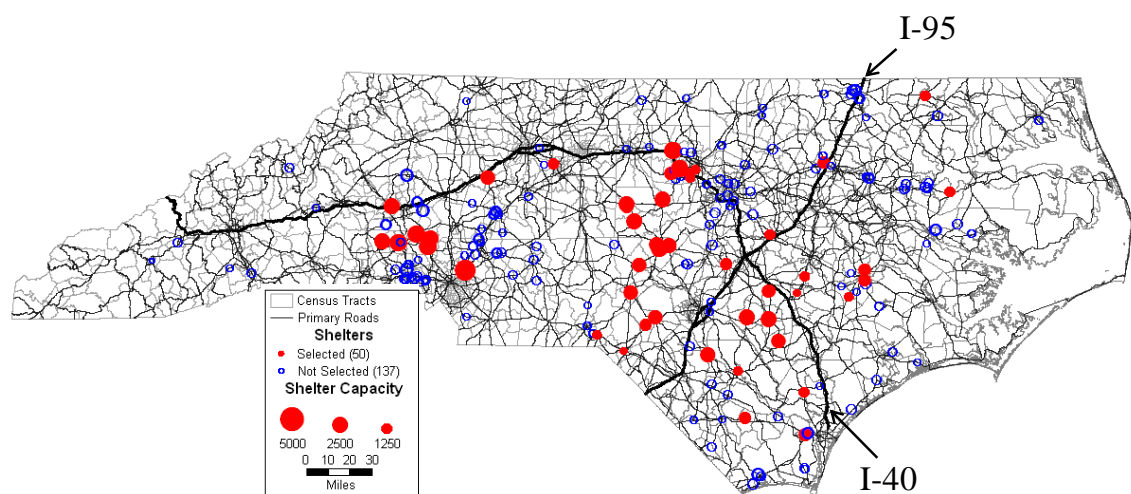 I-95
Census Tracts
Primary Roads
Shelters
Selected (50)
Not Selected (137)
Shelter Capacity
5000 2500 1250
0 10 20 30
Miles
I-40